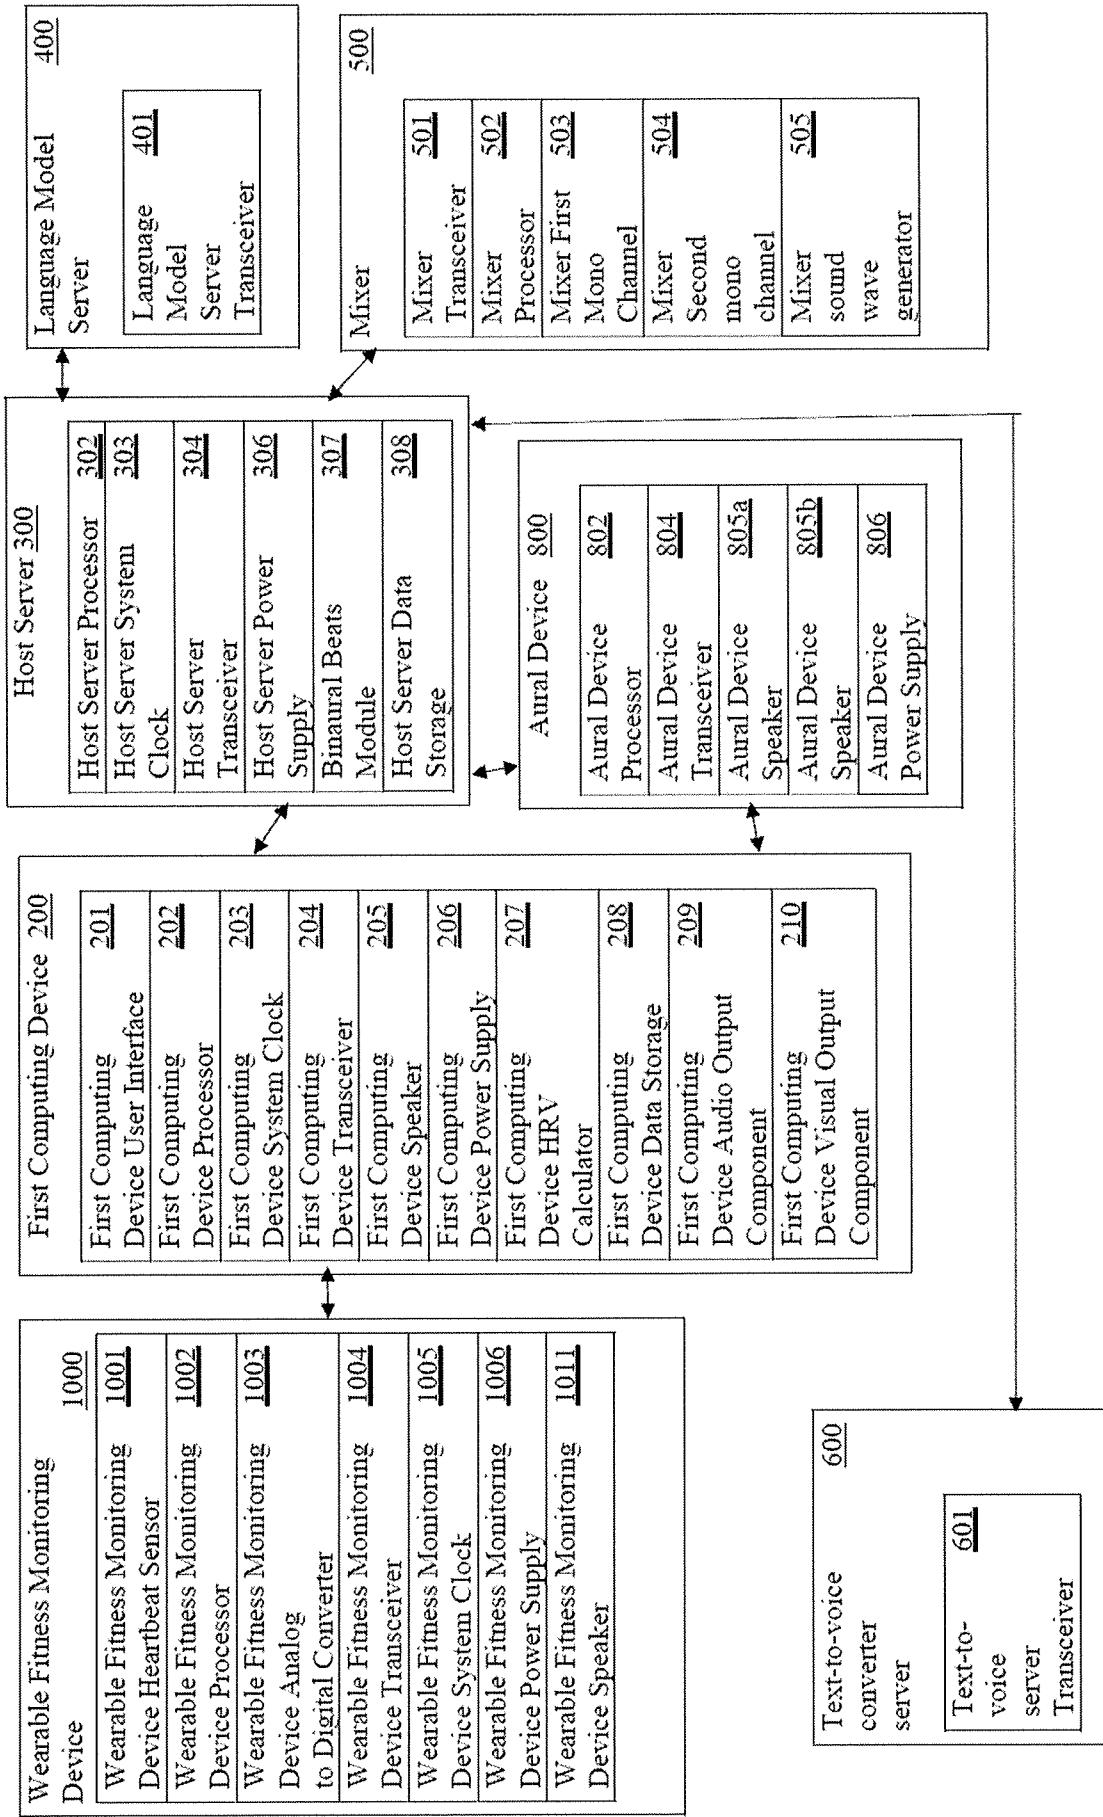 Wearable Fitness Monitoring
Device 1000
Wearable Fitness Monitoring 1001
Device Heartbeat Sensor
Wearable Fitness Monitoring 1002
Device Processor
Wearable Fitness Monitoring 1003
Device Analog
to Digital Converter
Wearable Fitness Monitoring 1004
Device Transceiver
Wearable Fitness Monitoring 1005
Device System Clock
Wearable Fitness Monitoring 1006
Device Power Supply
Wearable Fitness Monitoring 1011
Device Speaker
First Computing Device 200
First Computing 201
Device User Interface
First Computing 202
Device Processor
First Computing 203
Device System Clock
First Computing 204
Device Transceiver
First Computing 205
Device Speaker
First Computing 206
Device Power Supply
First Computing 207
Device HRV
Calculator
First Computing 208
Device Data Storage
First Computing 209
Device Audio Output
Component
First Computing 210
Device Visual Output
Component
Host Server 300
Host Server Processor 302
Host Server System 303
Clock
Host Server 304
Transceiver
Host Server Power 306
Supply
Binaural Beats 307
Module
Host Server Data 308
Storage
Language Model 400
Server
Language 401
Model
Server
Transceiver
Mixer 500
Mixer 501
Transceiver
Mixer 502
Processor
Mixer First 503
Mono
Channel
Mixer 504
Second
mono
channel
Mixer 505
sound
wave
generator
Aural Device 800
Aural Device 802
Processor
Aural Device 804
Transceiver
Aural Device 805a
Speaker
Aural Device 805b
Speaker
Aural Device 806
Power Supply
Text-to-voice 600
converter
server
Text-to- 601
voice
server
Transceiver